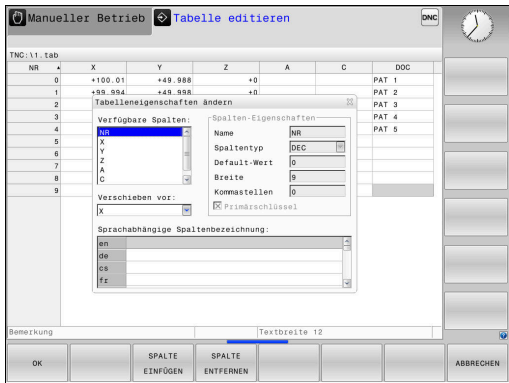 Manueller Betrieb
Tabelle editieren
DNC
TNC:\1.tab
NR X Y Z A C DOC
0 +100.01 +49.988 +0 PAT 1
1 +99.994 +49.998 +0 PAT 2
2 PAT 3
3 PAT 4
4 PAT 5
5
6
7
8
9
Tabelleneigenschaften ändern
Verfügbare Spalten:
NR
X
Y
Z
A
C
Verschieben vor:
X
Spalten-Eigenschaften
Name NR
Spaltentyp DEC
Default-Wert 0
Breite 9
Kommastellen 0
Primärschlüssel
Sprachabhängige Spaltenbezeichnung:
en
de
cs
fr
Bemerkung
Textbreite 12
OK
SPALTE EINFÜGEN
SPALTE ENTFERNEN
ABBRECHEN